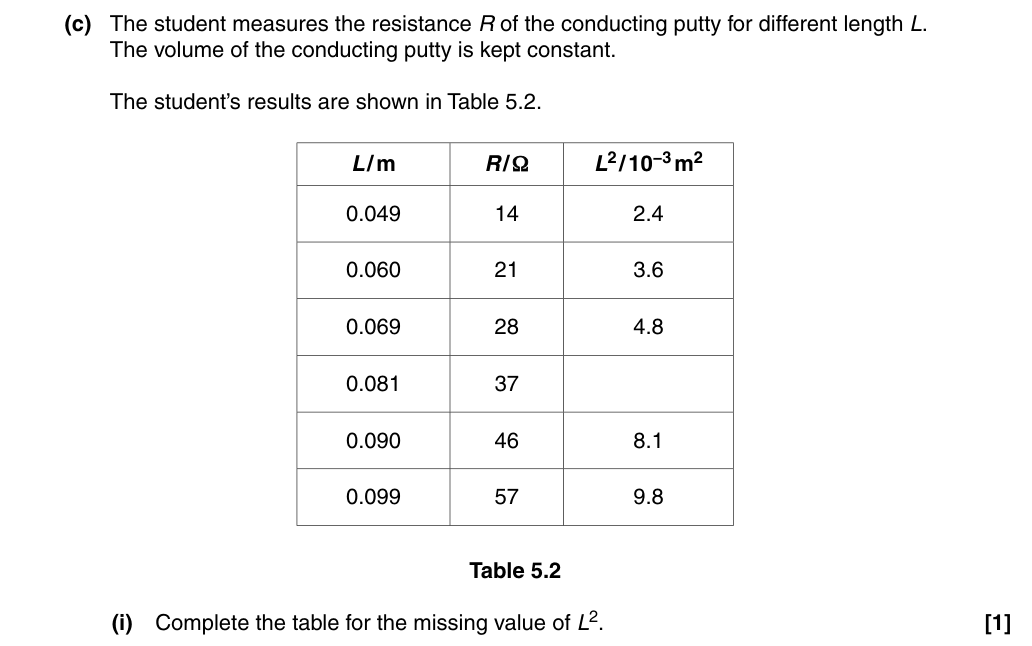 (c) The student measures the resistance R of the conducting putty for different length L.
The volume of the conducting putty is kept constant.
The student's results are shown in Table 5.2.
L/m R/Ω L²/10⁻³m²
0.049 14 2.4
0.060 21 3.6
0.069 28 4.8
0.081 37
0.090 46 8.1
0.099 57 9.8
Table 5.2
(i) Complete the table for the missing value of L². [1]